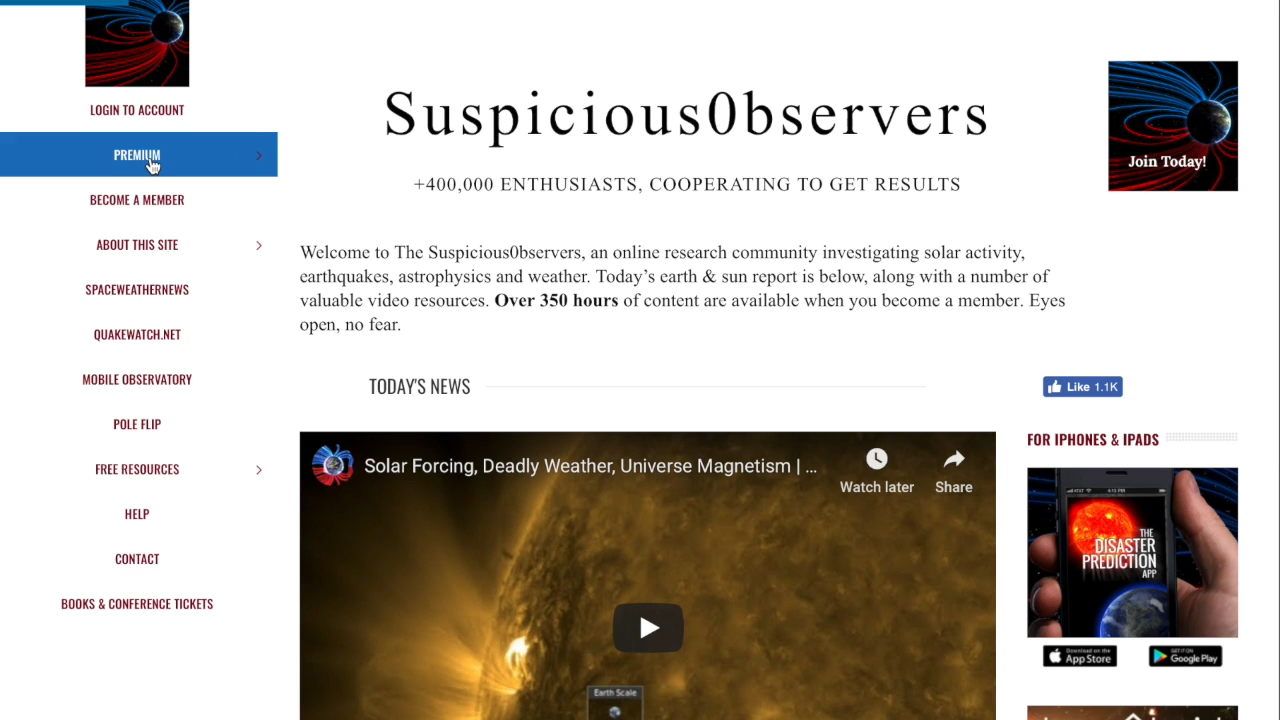 LOGIN TO ACCOUNT
PREMIUM
BECOME A MEMBER
ABOUT THIS SITE
SPACEWEATHERNEWS
QUAKEWATCH.NET
MOBILE OBSERVATORY
POLE FLIP
FREE RESOURCES
HELP
CONTACT
BOOKS & CONFERENCE TICKETS
Suspicious0bservers
+400,000 ENTHUSIASTS, COOPERATING TO GET RESULTS
Join Today!
Welcome to The Suspicious0bservers, an online research community investigating solar activity,
earthquakes, astrophysics and weather. Today’s earth & sun report is below, along with a number of
valuable video resources. Over 350 hours of content are available when you become a member. Eyes
open, no fear.
TODAY'S NEWS
Like 1.1K
Solar Forcing, Deadly Weather, Universe Magnetism | ...
Watch later
Share
Earth Scale
FOR IPHONES & IPADS
THE
DISASTER
PREDICTION
APP
Download on the
App Store
GET IT ON
Google Play